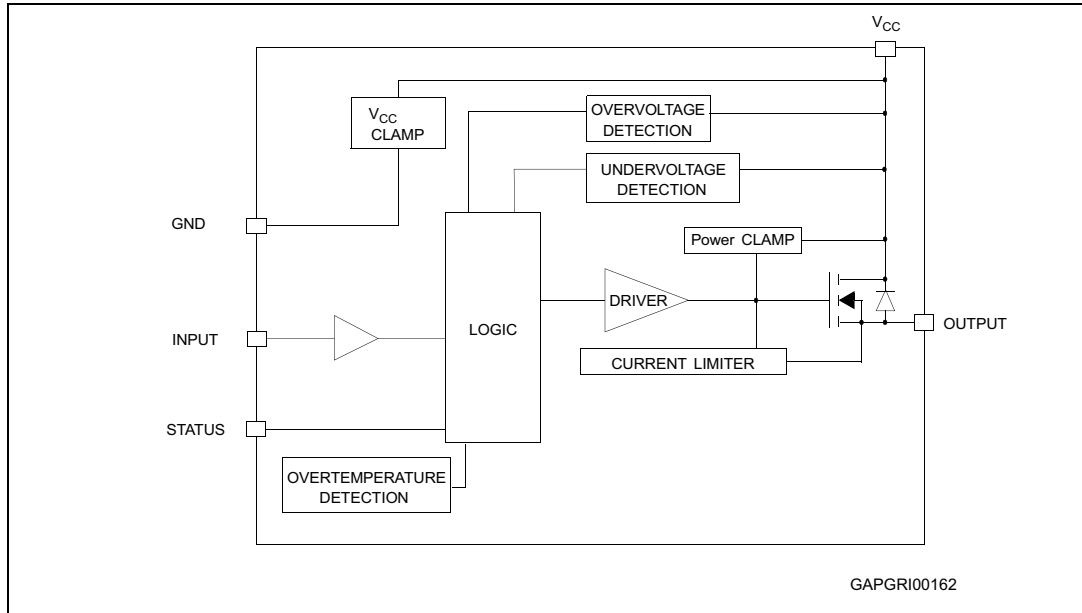 V_CC
V_CC
CLAMP
OVERVOLTAGE
DETECTION
UNDERVOLTAGE
DETECTION
GND
Power CLAMP
DRIVER
LOGIC
OUTPUT
INPUT
CURRENT LIMITER
STATUS
OVERTEMPERATURE
DETECTION
GAPGRI00162